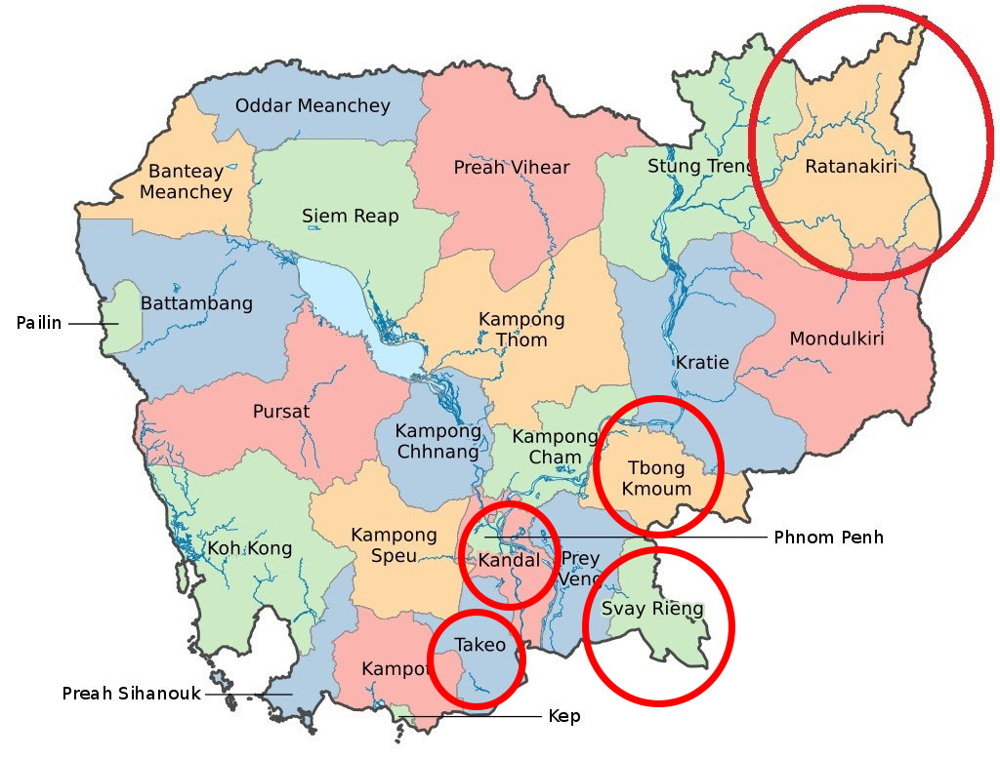 Oddar Meanchey
Preah Vihear
Stung Treng
Ratanakiri
Banteay
Meanchey
Siem Reap
Battambang
Pailin
Kampong
Thom
Mondulkiri
Kratie
Pursat
Kampong
Chhnang
Kampong
Cham
Tbong
Kmoum
Koh Kong
Kampong
Speu
Kandal
Phnom Penh
Prey
Veng
Svay Rieng
Takeo
Kampot
Preah Sihanouk
Kep